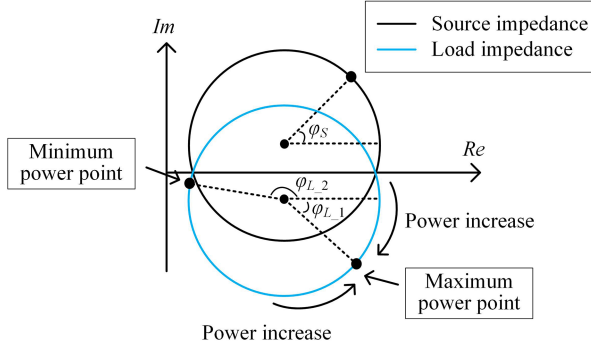 Im
Source impedance
Load impedance
φS
Minimum
power point
Re
φL_2
φL_1
Power increase
Maximum
power point
Power increase